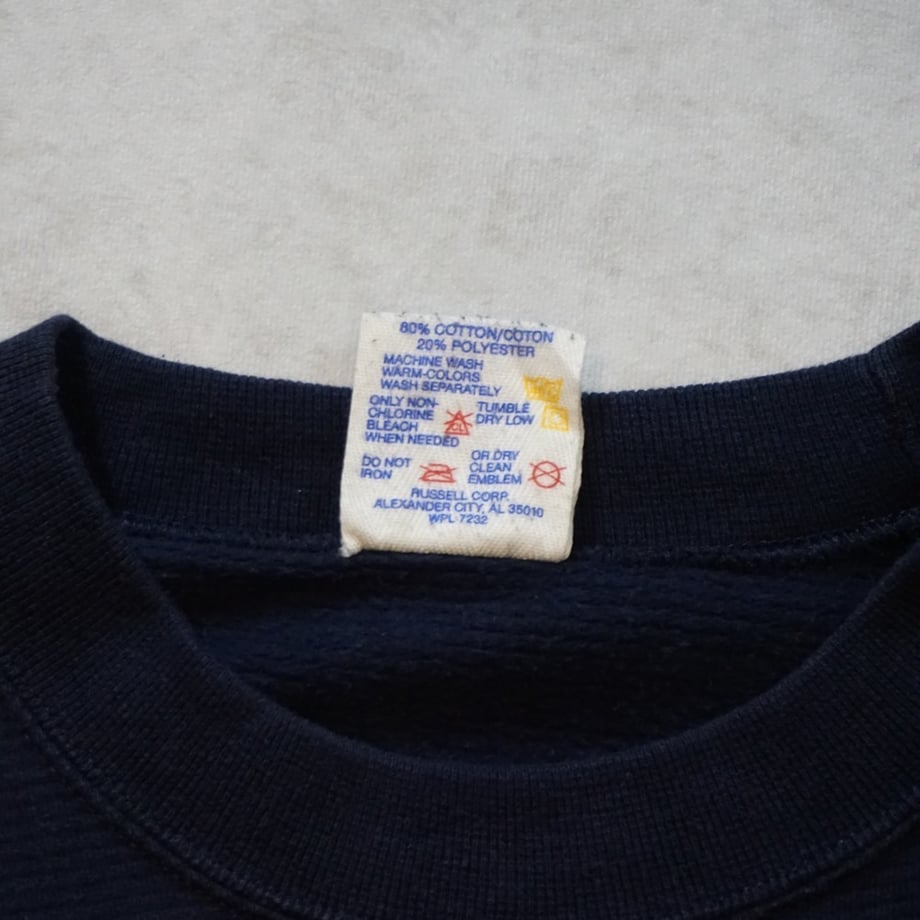 80% COTTON/COTON
20% POLYESTER
MACHINE WASH
WARM-COLORS
WASH SEPARATELY
ONLY NON-
CHLORINE
BLEACH
WHEN NEEDED
CL
TUMBLE
DRY LOW
DO NOT
IRON
OR DRY
CLEAN
EMBLEM
RUSSELL CORP.
ALEXANDER CITY, AL 35010
WPL 7232